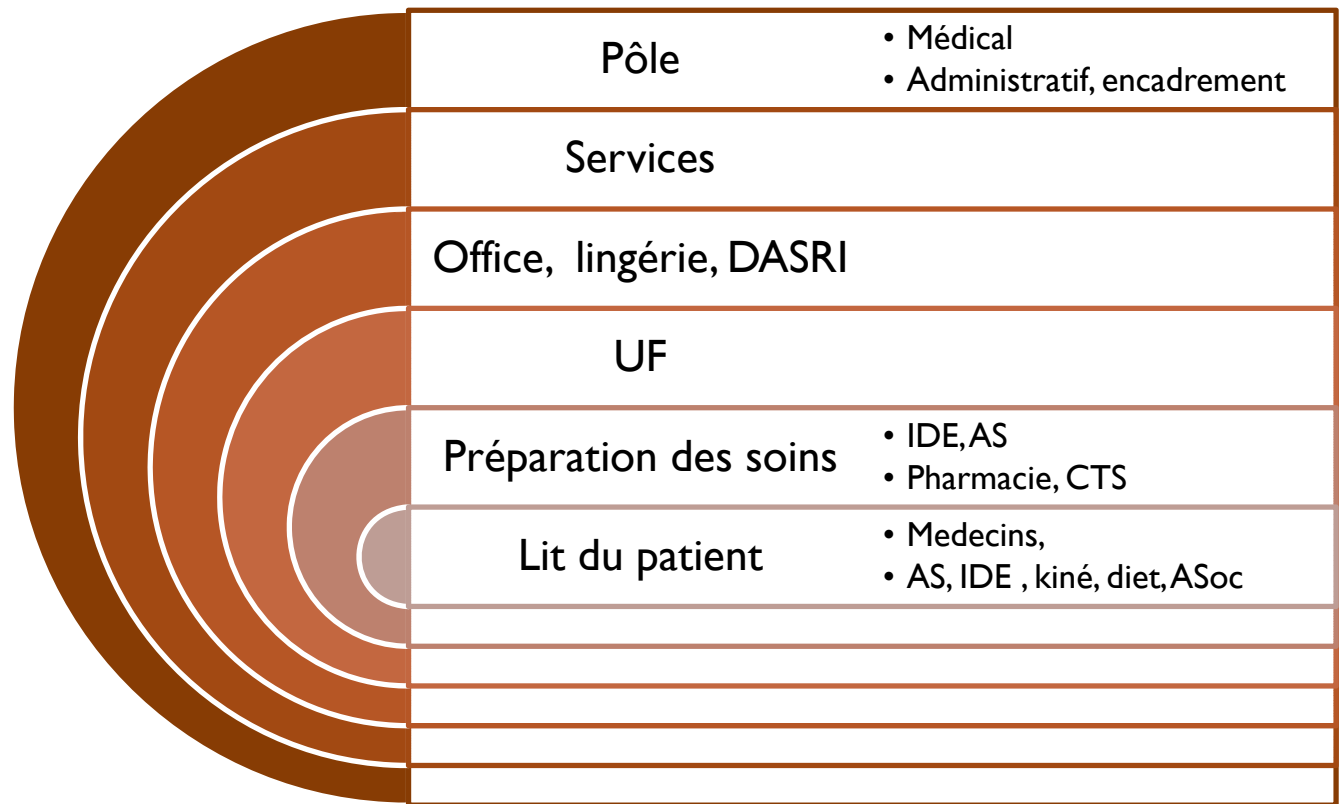 Pôle
• Médical
• Administratif, encadrement
Services
Office, lingérie, DASRI
UF
Préparation des soins
• IDE, AS
• Pharmacie, CTS
Lit du patient
• Medecins,
• AS, IDE , kiné, diet, ASoc